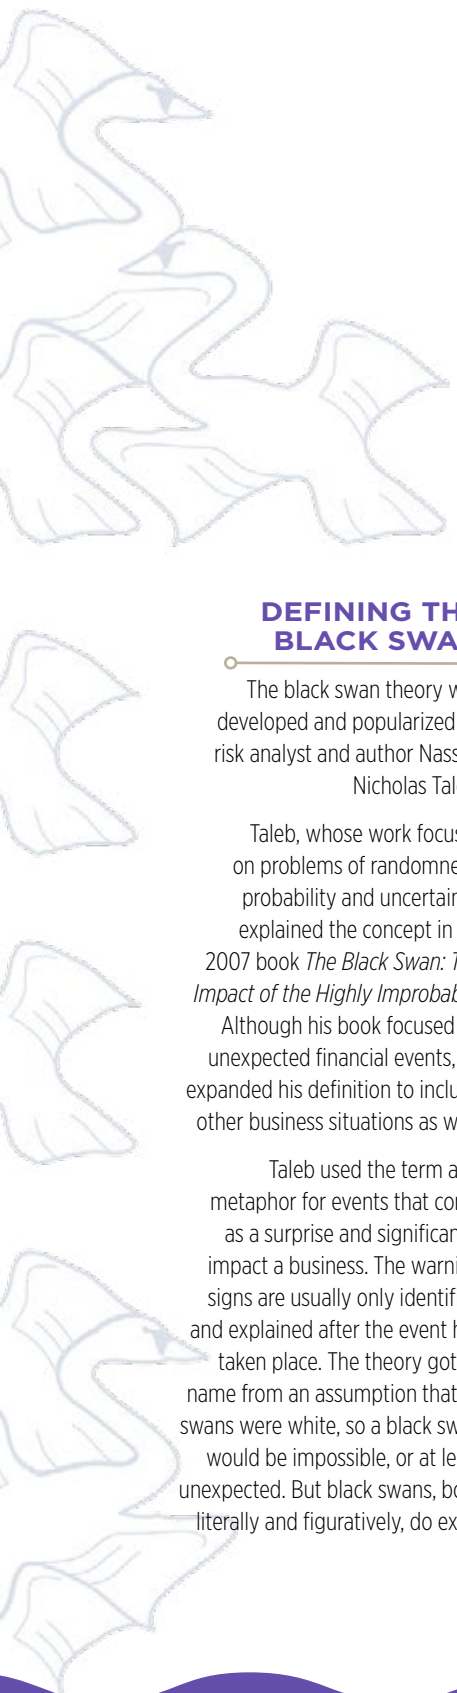 DEFINING TH
BLACK SWA
The black swan theory w
developed and popularized
risk analyst and author Nass
Nicholas Tal
Taleb, whose work focus
on problems of randomne
probability and uncertain
explained the concept in
2007 book The Black Swan: T
Impact of the Highly Improbab
Although his book focused
unexpected financial events,
expanded his definition to inclu
other business situations as w
Taleb used the term a
metaphor for events that co
as a surprise and significan
impact a business. The warni
signs are usually only identif
and explained after the event h
taken place. The theory got
name from an assumption that
swans were white, so a black sw
would be impossible, or at le
unexpected. But black swans, bo
literally and figuratively, do ex